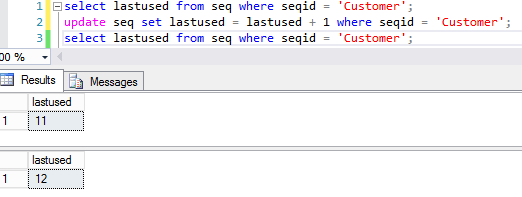 1 select lastused from seq where seqid = 'Customer';
2 update seq set lastused = lastused + 1 where seqid = 'Customer';
3 select lastused from seq where seqid = 'Customer';
00 %
Results Messages
lastused
1 11
lastused
1 12